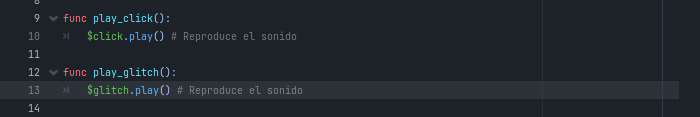 8
9 func play_click():
10 $click.play() # Reproduce el sonido
11
12 func play_glitch():
13 $glitch.play() # Reproduce el sonido
14